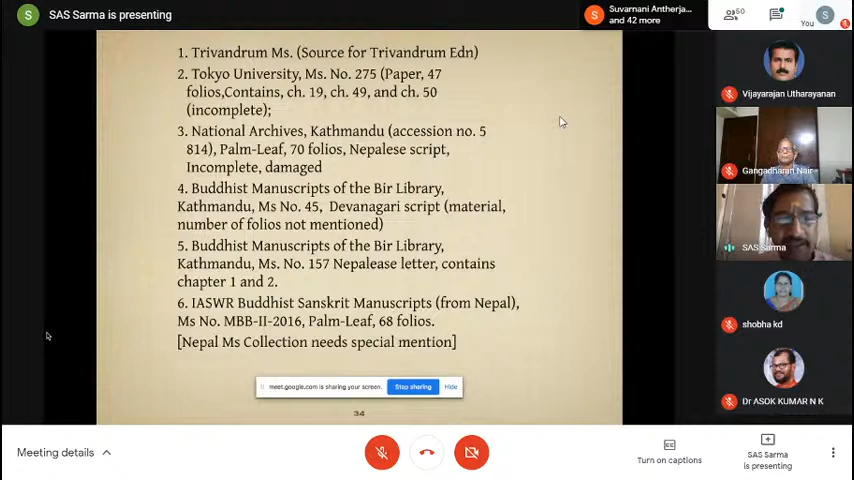 S SAS Sarma is presenting
S Suvarnani Antherja...
and 42 more
50
S
You
1. Trivandrum Ms. (Source for Trivandrum Edn)
2. Tokyo University, Ms. No. 275 (Paper, 47
folios,Contains, ch. 19, ch. 49, and ch. 50
(incomplete);
3. National Archives, Kathmandu (accession no. 5
814), Palm-Leaf, 70 folios, Nepalese script,
Incomplete, damaged
4. Buddhist Manuscripts of the Bir Library,
Kathmandu, Ms No. 45, Devanagari script (material,
number of folios not mentioned)
5. Buddhist Manuscripts of the Bir Library,
Kathmandu, Ms. No. 157 Nepalease letter, contains
chapter 1 and 2.
6. IASWR Buddhist Sanskrit Manuscripts (from Nepal),
Ms No. MBB-II-2016, Palm-Leaf, 68 folios.
[Nepal Ms Collection needs special mention]
meet.google.com is sharing your screen. Stop sharing Hide
34
Vijayarajan Utharayanan
Gangadharan Nair
SAS Sarma
shobha kd
Dr ASOK KUMAR N K
Meeting details
Turn on captions
SAS Sarma
is presenting